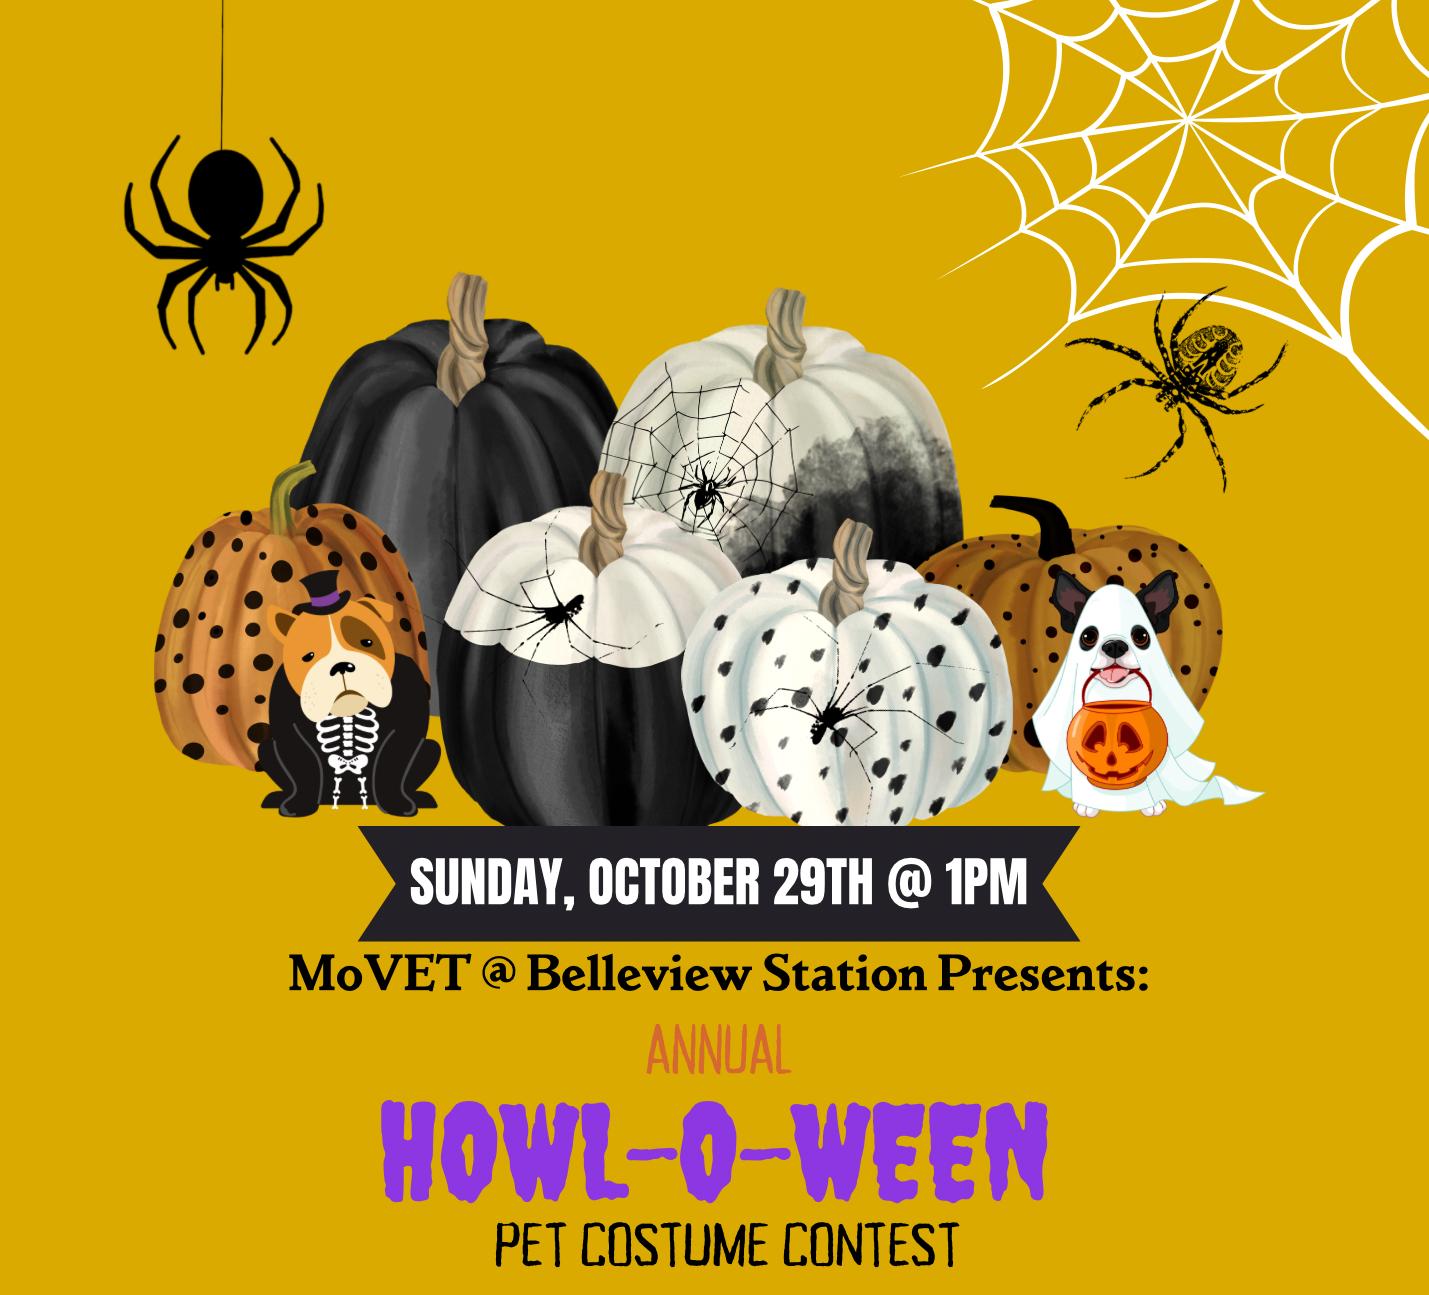 SUNDAY, OCTOBER 29TH @ 1PM
MoVET @ Belleview Station Presents:
ANNUAL
HOWL-O-WEEN
PET COSTUME CONTEST